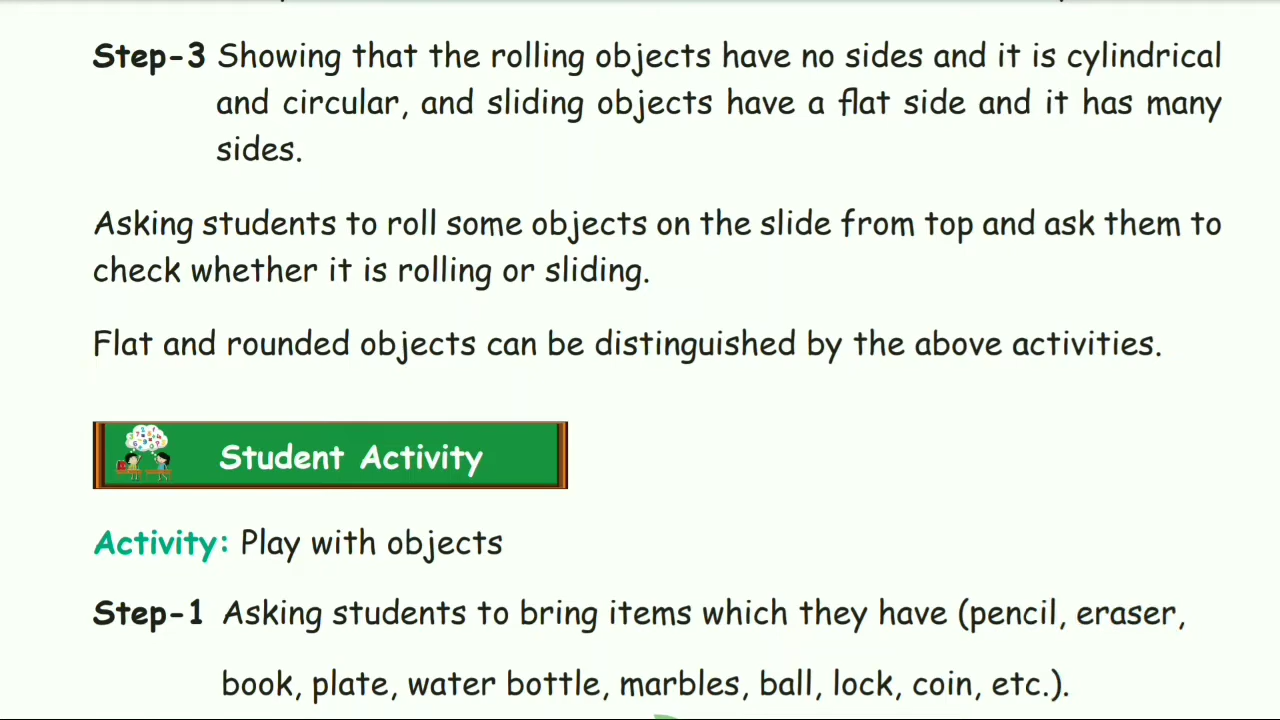 Step-3 Showing that the rolling objects have no sides and it is cylindrical
and circular, and sliding objects have a flat side and it has many
sides.
Asking students to roll some objects on the slide from top and ask them to
check whether it is rolling or sliding.
Flat and rounded objects can be distinguished by the above activities.
Student Activity
Activity: Play with objects
Step-1 Asking students to bring items which they have (pencil, eraser,
book, plate, water bottle, marbles, ball, lock, coin, etc.).